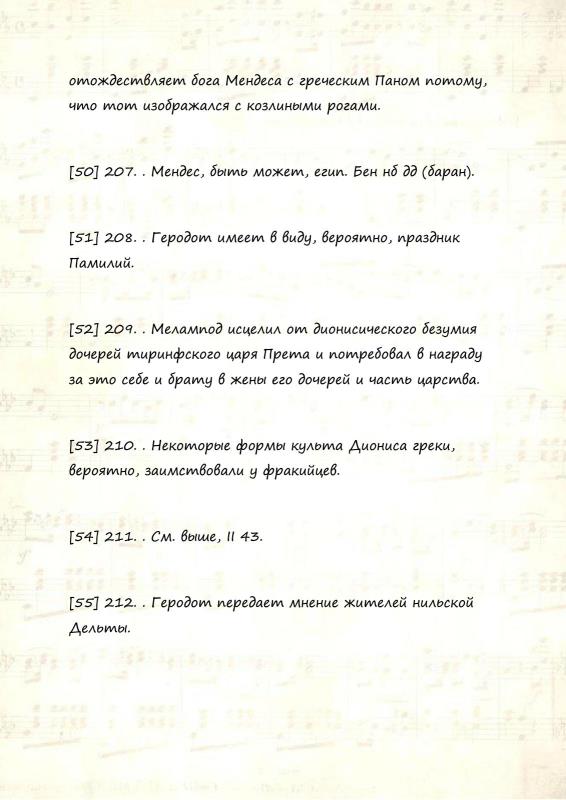 отождествляет бога Мендеса с греческим Паном потому,
что тот изображался с козлиными рогами.
[50] 207. . Мендес, быть может, егип. Бен нб дд (баран).
[51] 208. . Геродот имеет в виду, вероятно, праздник
Памилий.
[52] 209. . Меламсод исцелил от дионисического безумия
дочерей тиринфского царя Прета и потребовал в награду
за это себе и брату в жены его дочерей и часть царства.
[53] 210. . Некоторые формы культа Диониса греки,
вероятно, заимствовали у фракийцев.
[54] 211. . См. выше, II 43.
[55] 212. . Геродот передает мнение жителей нильской
Дельты.